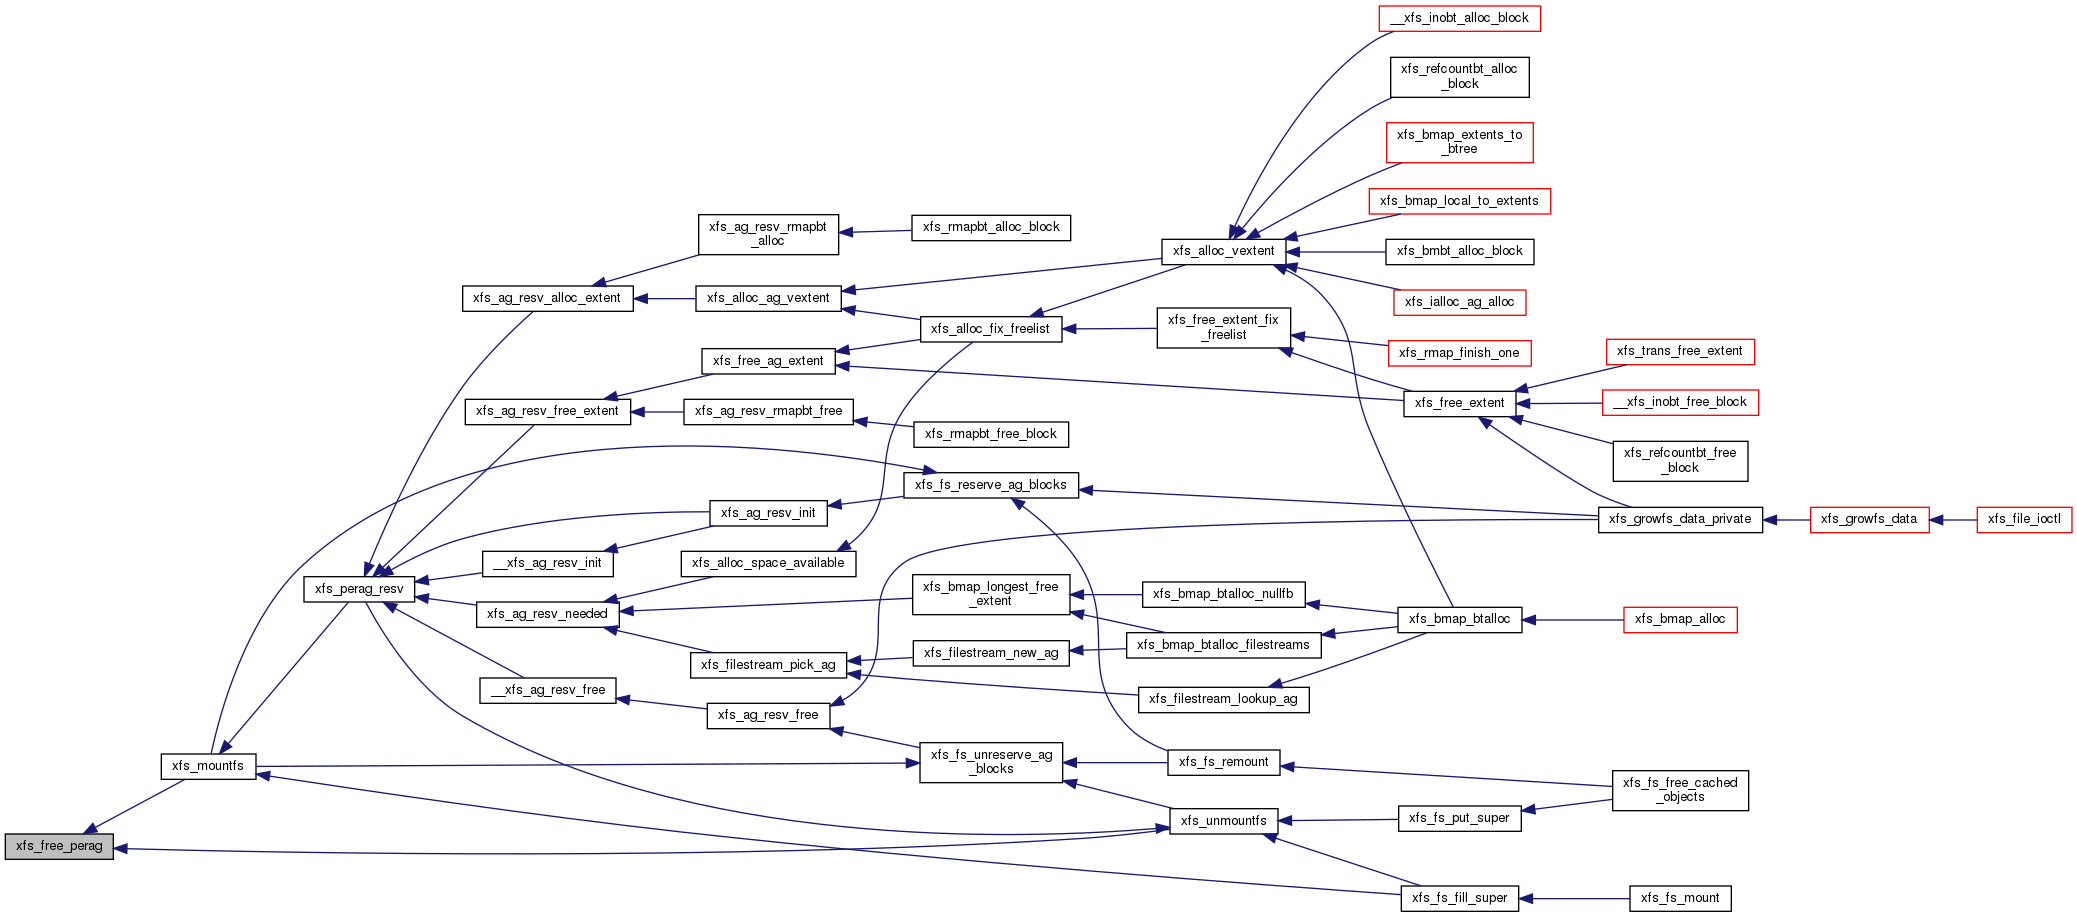 __xfs_inobt_alloc_block
xfs_refcountbt_alloc
_block
xfs_bmap_extents_to
_btree
xfs_bmap_local_to_extents
xfs_ag_resv_rmapbt
_alloc
xfs_rmapbt_alloc_block
xfs_alloc_vextent
xfs_bmbt_alloc_block
xfs_ag_resv_alloc_extent
xfs_alloc_ag_vextent
xfs_ialloc_ag_alloc
xfs_alloc_fix_freelist
xfs_free_extent_fix
_freelist
xfs_rmap_finish_one
xfs_trans_free_extent
xfs_free_ag_extent
xfs_ag_resv_free_extent
xfs_ag_resv_rmapbt_free
xfs_free_extent
__xfs_inobt_free_block
xfs_rmapbt_free_block
xfs_refcountbt_free
_block
xfs_fs_reserve_ag_blocks
xfs_ag_resv_init
xfs_growfs_data_private
xfs_growfs_data
xfs_file_ioctl
__xfs_ag_resv_init
xfs_alloc_space_available
xfs_perag_resv
xfs_ag_resv_needed
xfs_bmap_longest_free
_extent
xfs_bmap_btalloc_nullfb
xfs_bmap_btalloc
xfs_bmap_alloc
xfs_filestream_pick_ag
xfs_filestream_new_ag
xfs_bmap_btalloc_filestreams
__xfs_ag_resv_free
xfs_filestream_lookup_ag
xfs_ag_resv_free
xfs_mountfs
xfs_fs_unreserve_ag
_blocks
xfs_fs_remount
xfs_fs_free_cached
_objects
xfs_unmountfs
xfs_fs_put_super
xfs_free_perag
xfs_fs_fill_super
xfs_fs_mount